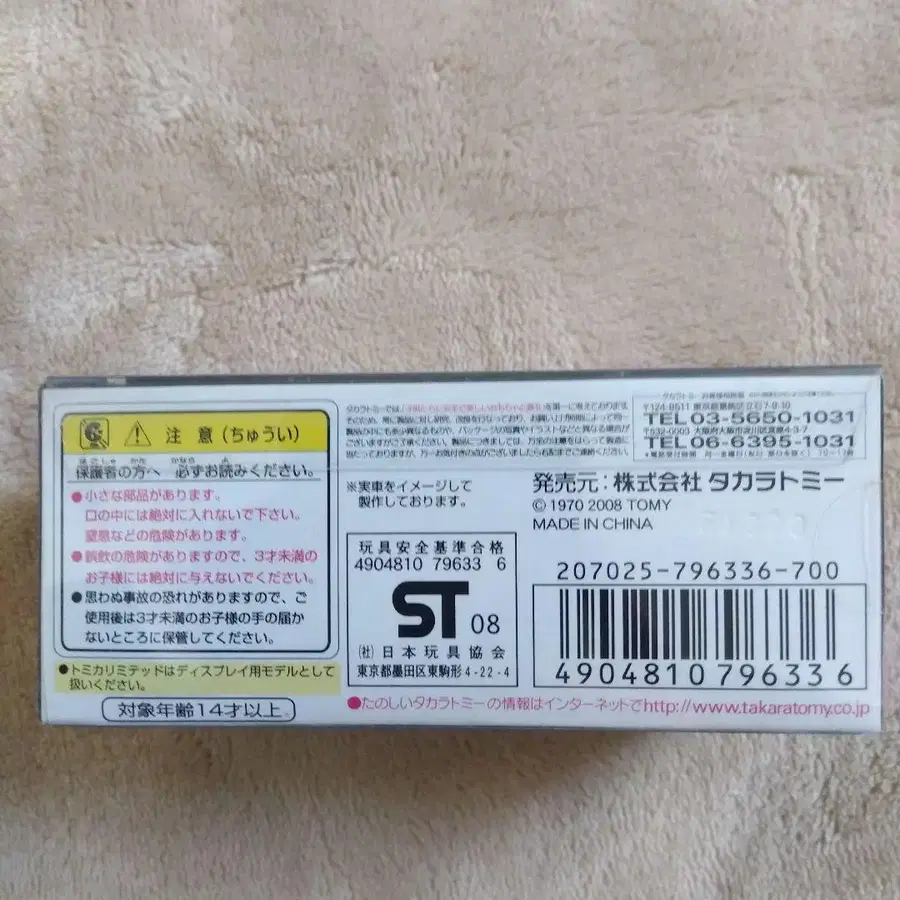 注 意 (ちゅうい)
保護者の方へ 必ずお読みください。
●小さな部品があります。
口の中には絶対に入れないで下さい。
窒息などの危険があります。
●誤飲の危険がありますので、3才未満の
お子様には絶対に与えないでください。
●思わぬ事故の恐れがありますので、ご
使用後は3才未満のお子様の手の届か
ないところに保管してください。
●トミカリミテッドはディスプレイ用モデルとして
扱いください。
対象年齢14才以上
※実車をイメージして
製作しております。
玩具安全基準合格
4904810 79633 6
ST 08
(社)日本玩具協会
東京都墨田区東駒形4-22-4
TEL 03-5650-1031
TEL 06-6395-1031
発売元：株式会社 タカラトミー
© 1970 2008 TOMY
MADE IN CHINA
207025-796336-700
4904810 796336
●たのしいタカラトミーの情報はインターネットでhttp://www.takaratomy.co.jp